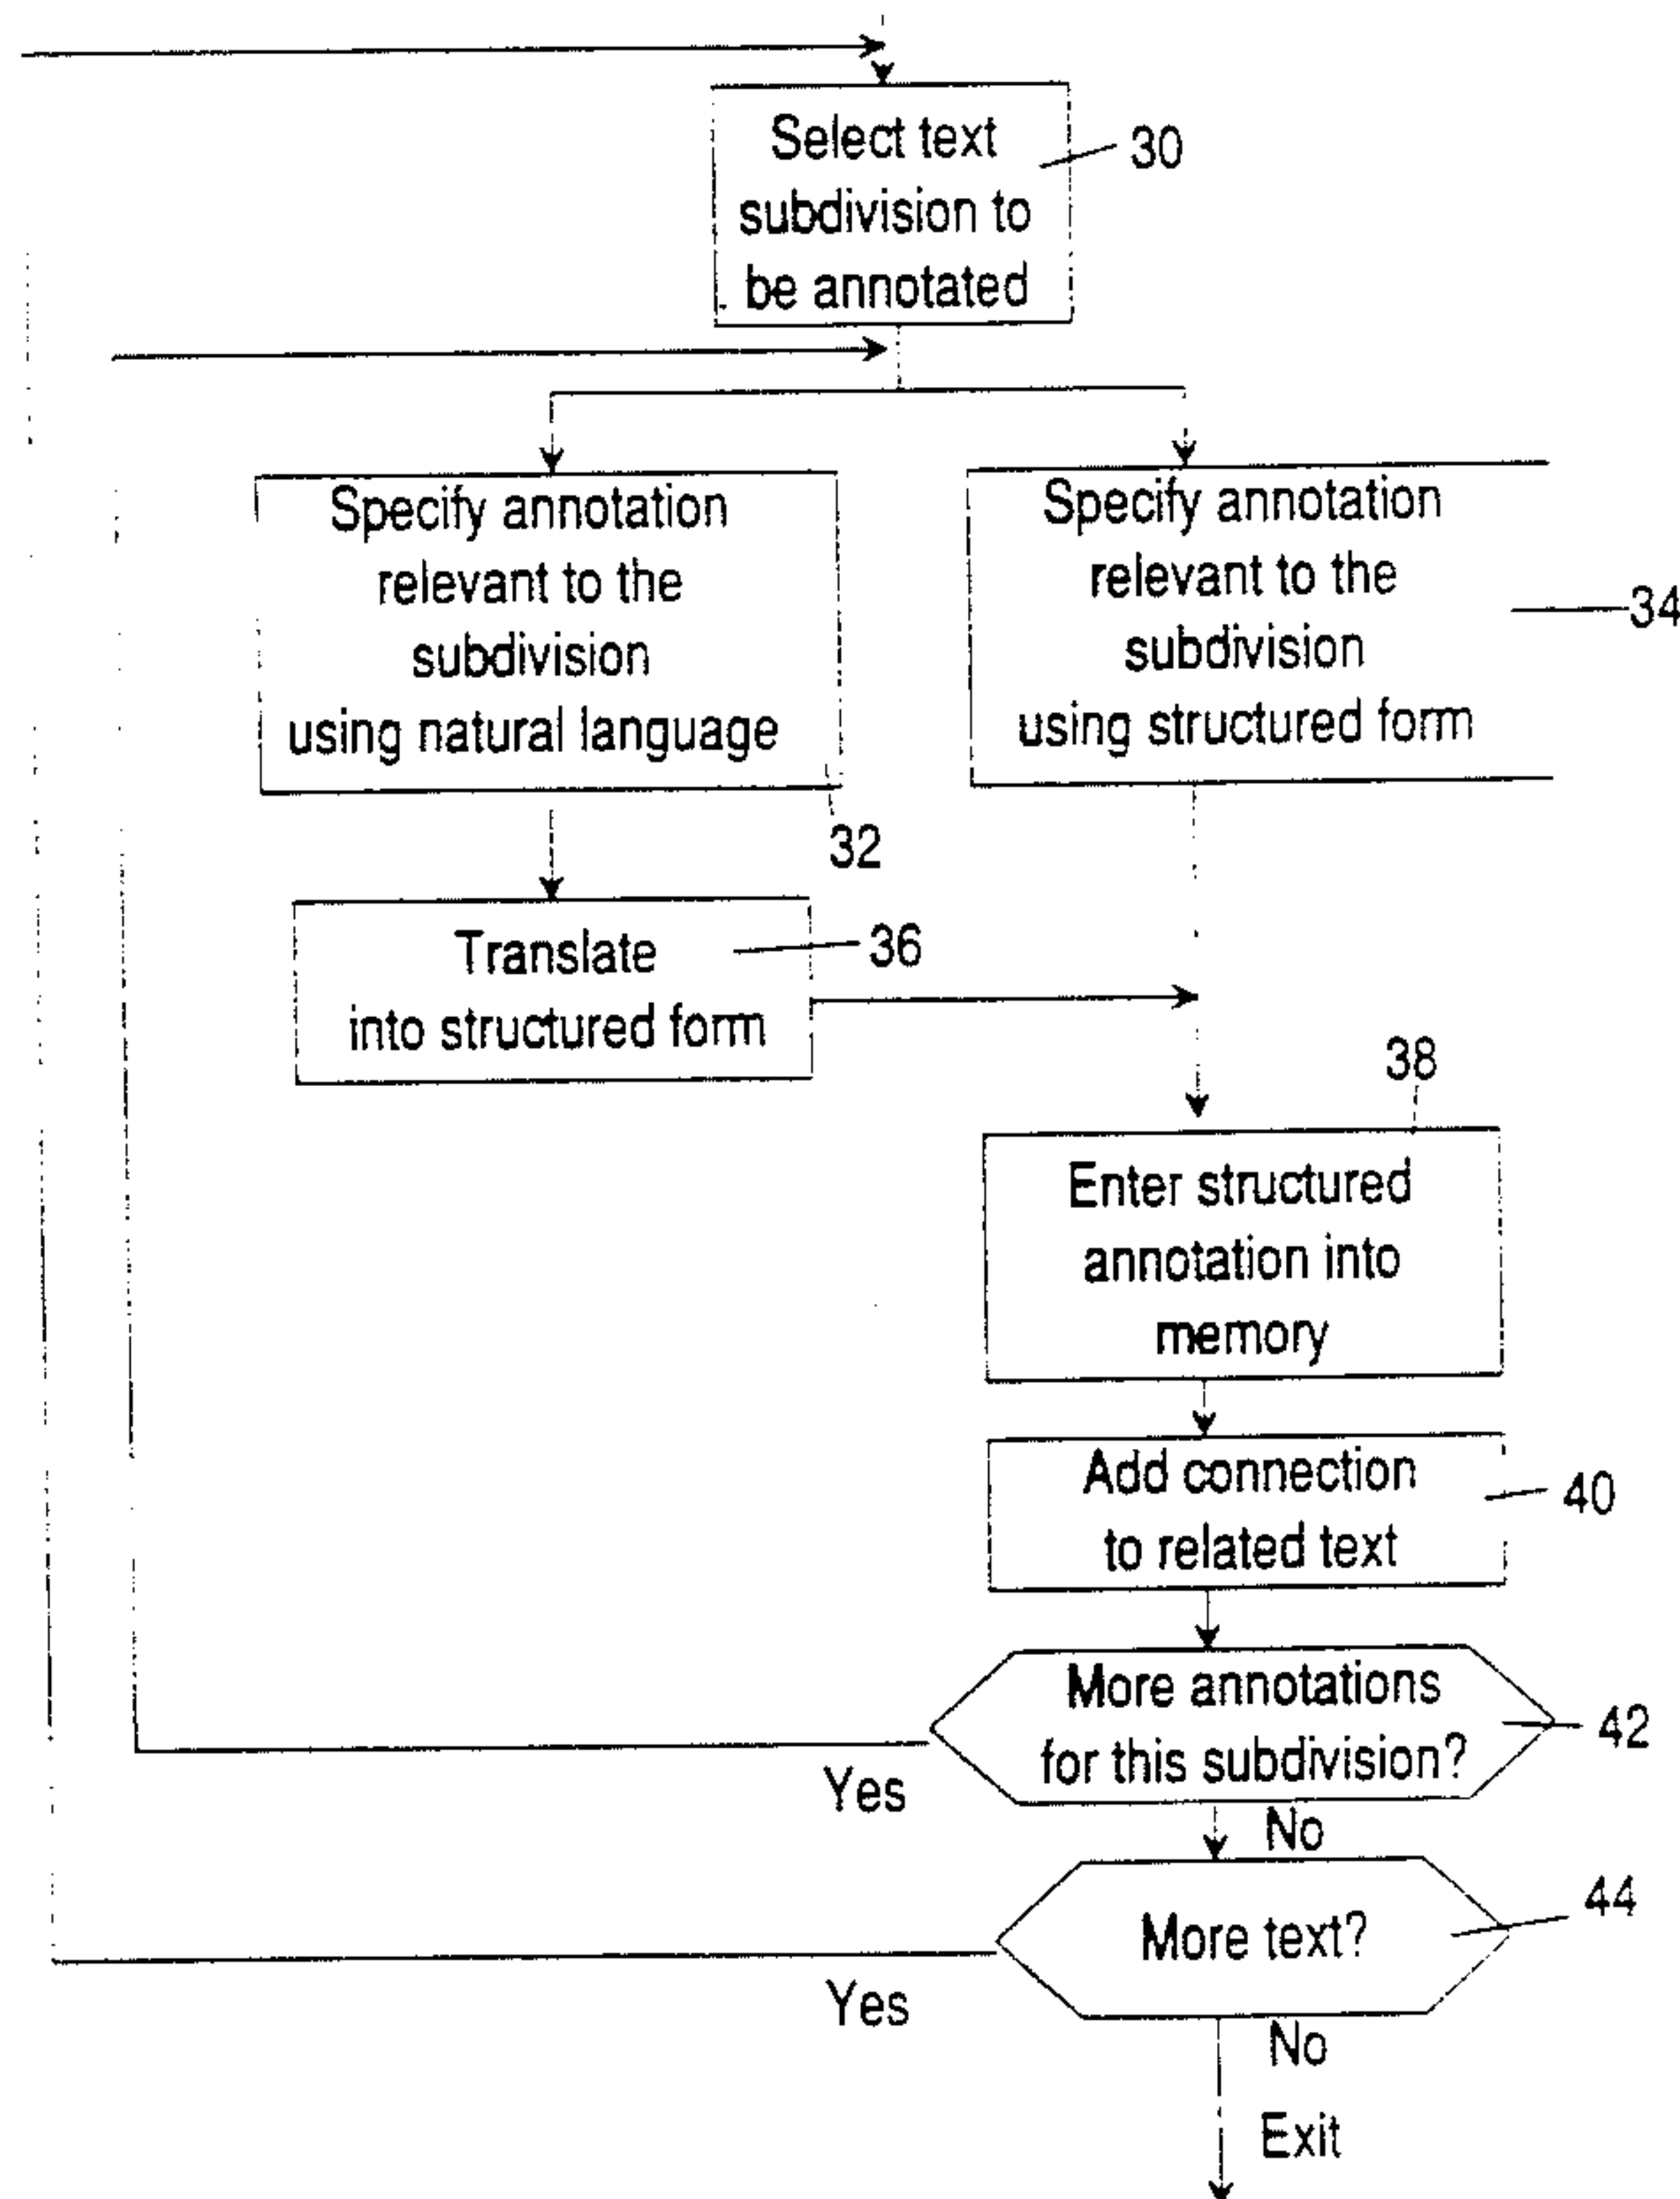 Select text
subdivision to
be annotated
30
Specify annotation
relevant to the
subdivision
using natural language
32
Specify annotation
relevant to the
subdivision
using structured form
34
Translate
into structured form
36
38
Enter structured
annotation into
memory
Add connection
to related text
40
More annotations
for this subdivision?
42
Yes
No
More text?
44
Yes
No
Exit